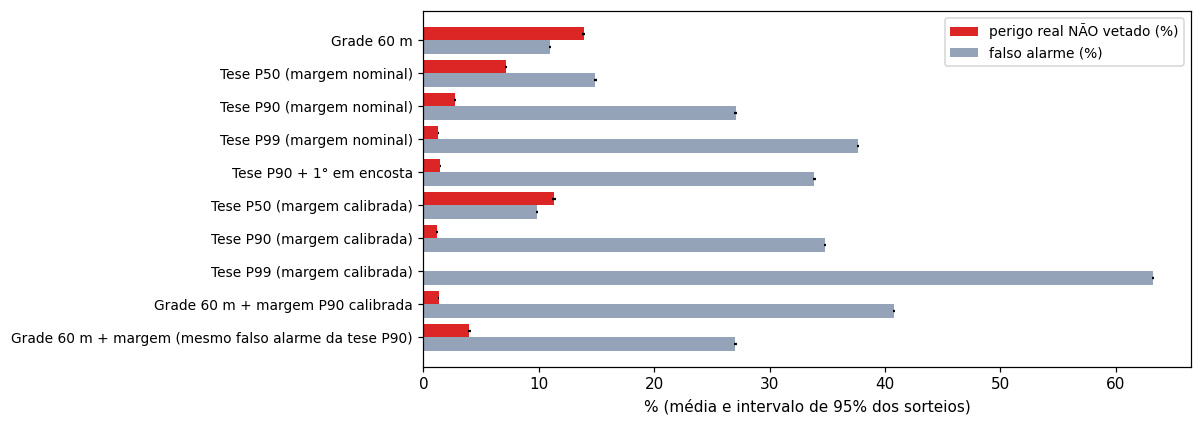 perigo real NÃO vetado (%)
falso alarme (%)
Grade 60 m
Tese P50 (margem nominal)
Tese P90 (margem nominal)
Tese P99 (margem nominal)
Tese P90 + 1° em encosta
Tese P50 (margem calibrada)
Tese P90 (margem calibrada)
Tese P99 (margem calibrada)
Grade 60 m + margem P90 calibrada
Grade 60 m + margem (mesmo falso alarme da tese P90)
0 10 20 30 40 50 60
% (média e intervalo de 95% dos sorteios)